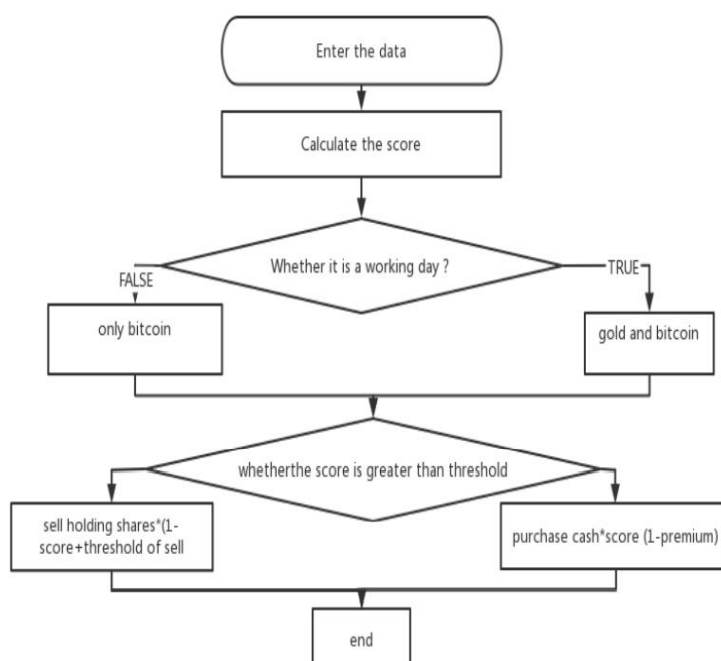 Enter the data
Calculate the score
Whether it is a working day ?
FALSE
TRUE
only bitcoin
gold and bitcoin
whetherthe score is greater than threshold
sell holding shares*(1-
score+threshold of sell
purchase cash*score (1-premium)
end